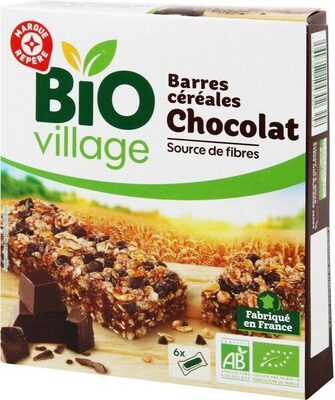 MARQUE
REPÈRE
BiO
village
Barres
céréales
Chocolat
Source de fibres
Fabriqué
en France
6x
AB